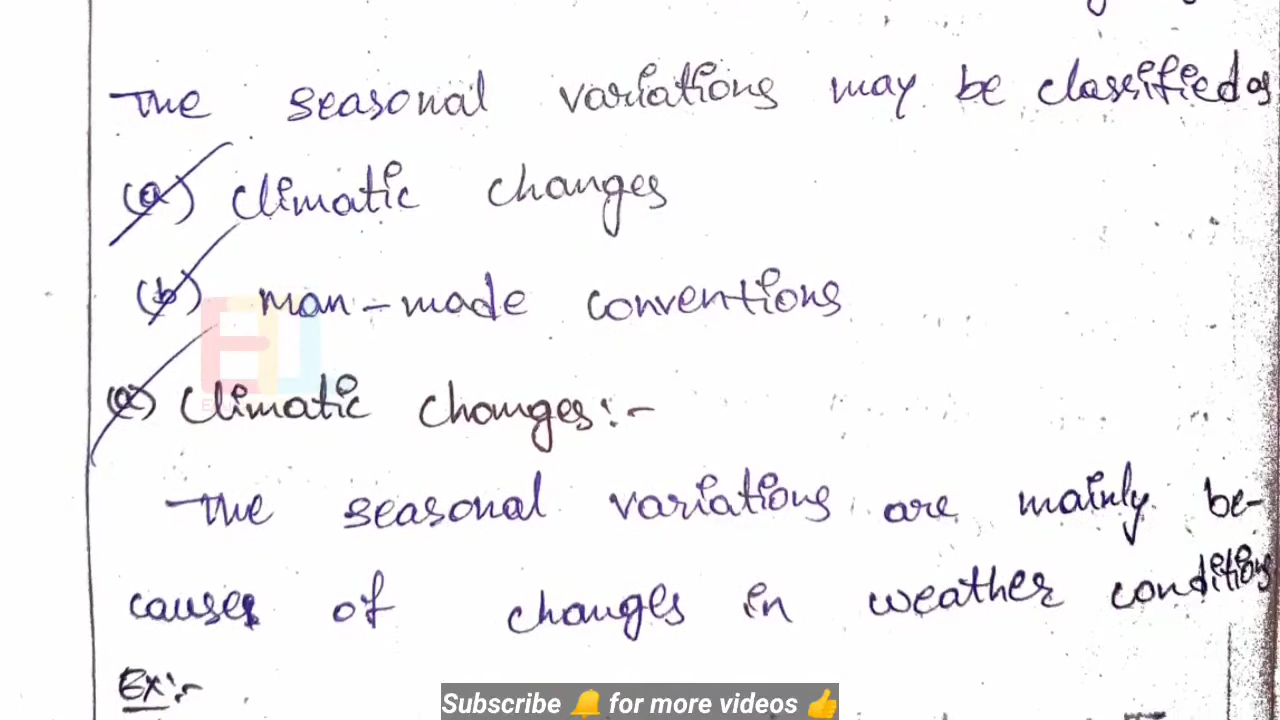 The seasonal variations may be classified as
(a) Climatic changes
(b) man-made conventions
(a) Climatic changes:-
The seasonal variations are mainly be-
causes of changes in weather conditions
Ex:-
Subscribe 🔔 for more videos 👍